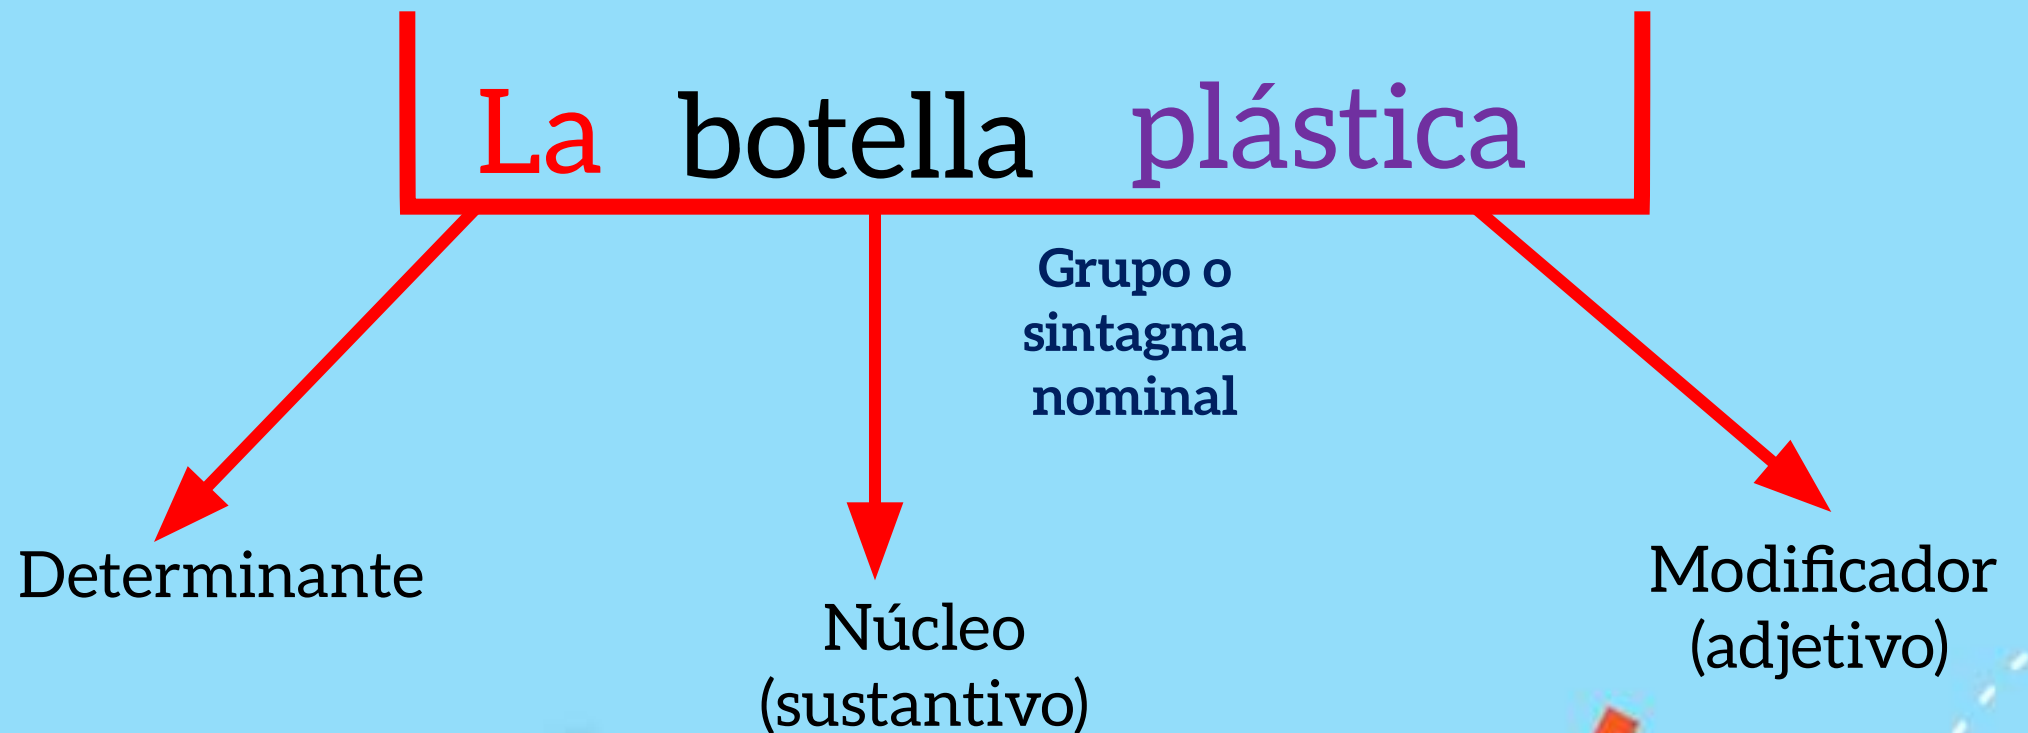 La botella plástica
Grupo o
sintagma
nominal
Determinante
Núcleo
(sustantivo)
Modificador
(adjetivo)